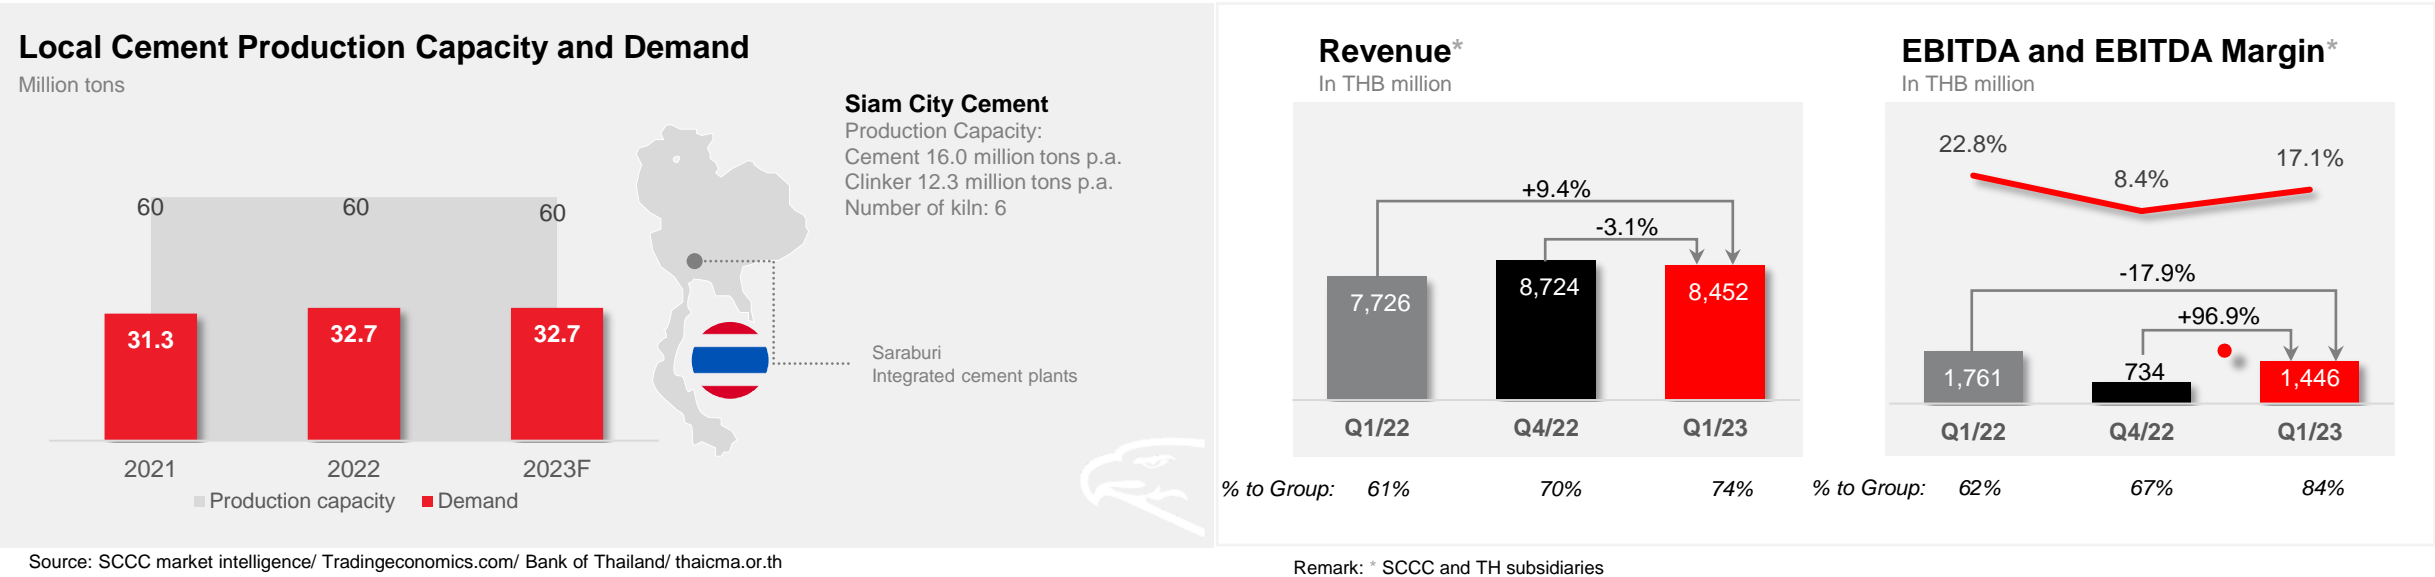 Local Cement Production Capacity and Demand
Million tons
Siam City Cement
Production Capacity:
Cement 16.0 million tons p.a.
Clinker 12.3 million tons p.a.
Number of kiln: 6
60 60 60
31.3 32.7 32.7
Saraburi
Integrated cement plants
2021 2022 2023F
Production capacity Demand
Source: SCCC market intelligence/ Tradingeconomics.com/ Bank of Thailand/ thaicma.or.th
Revenue*
In THB million
+9.4%
-3.1%
7,726 8,724 8,452
Q1/22 Q4/22 Q1/23
% to Group: 61% 70% 74%
EBITDA and EBITDA Margin*
In THB million
22.8% 8.4% 17.1%
-17.9%
+96.9%
1,761 734 1,446
Q1/22 Q4/22 Q1/23
% to Group: 62% 67% 84%
Remark: * SCCC and TH subsidiaries